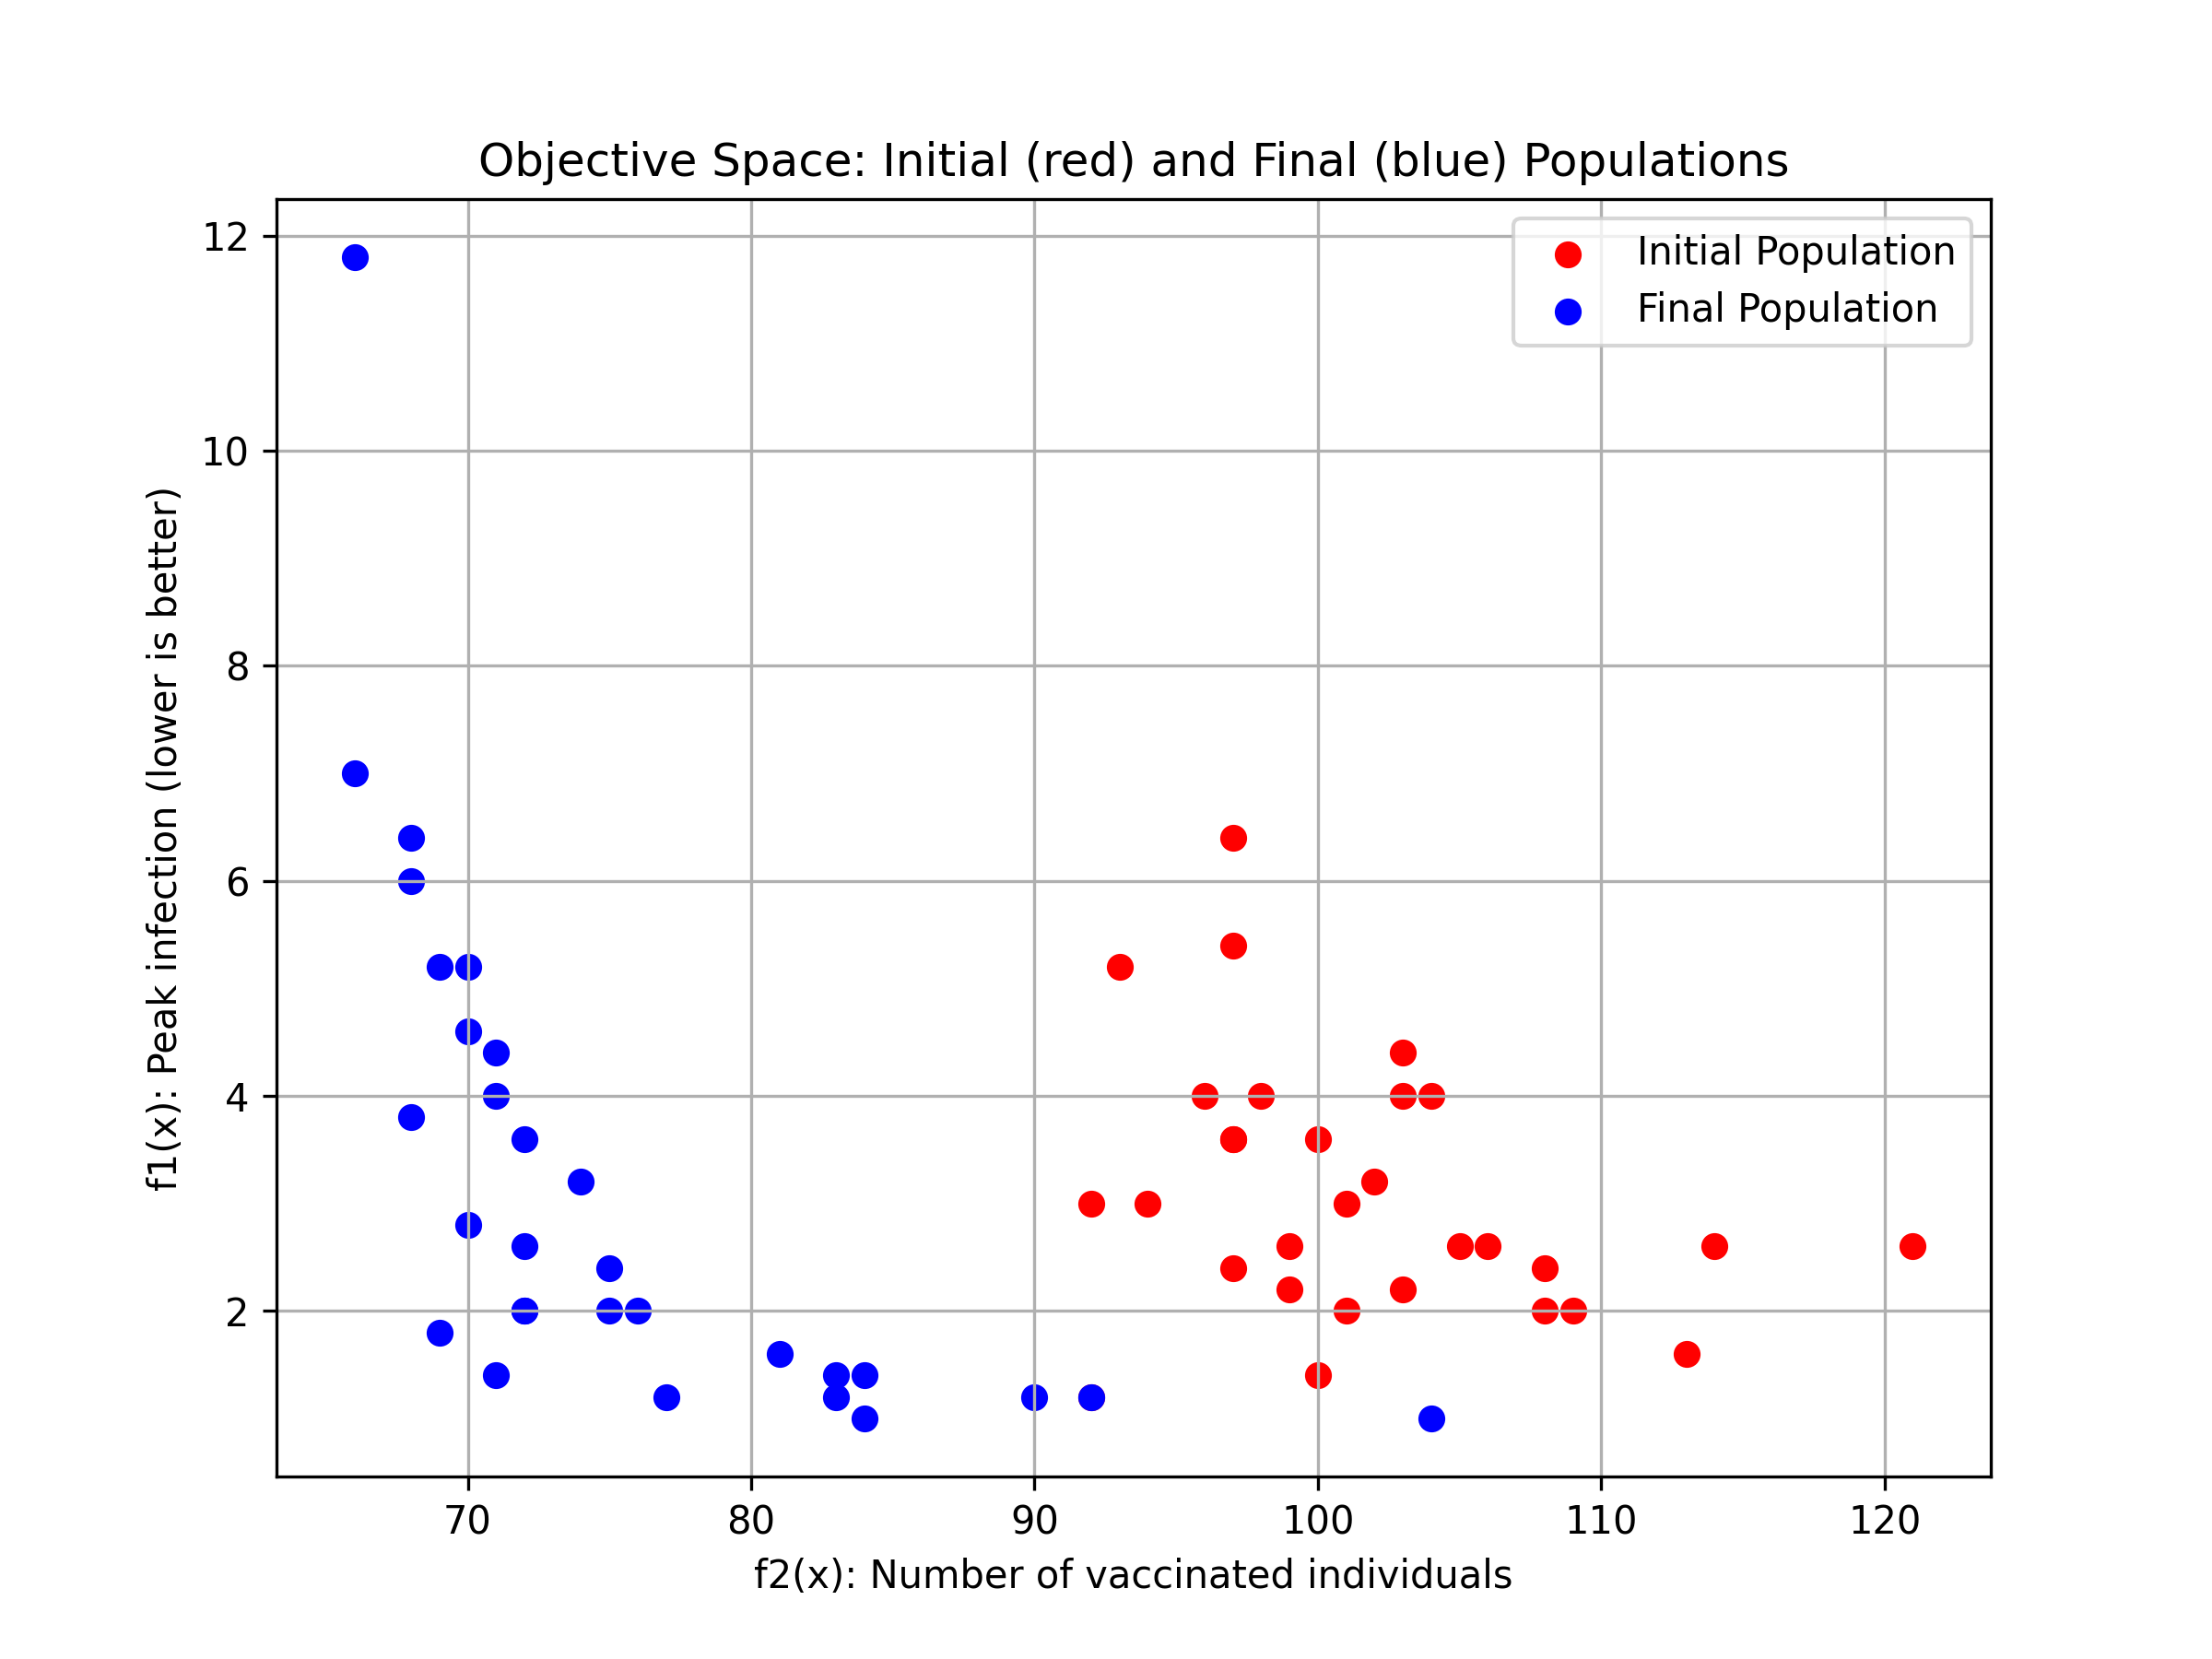 Objective Space: Initial (red) and Final (blue) Populations
Initial Population
Final Population
f1(x): Peak infection (lower is better)
12
10
8
6
4
2
70 80 90 100 110 120
f2(x): Number of vaccinated individuals